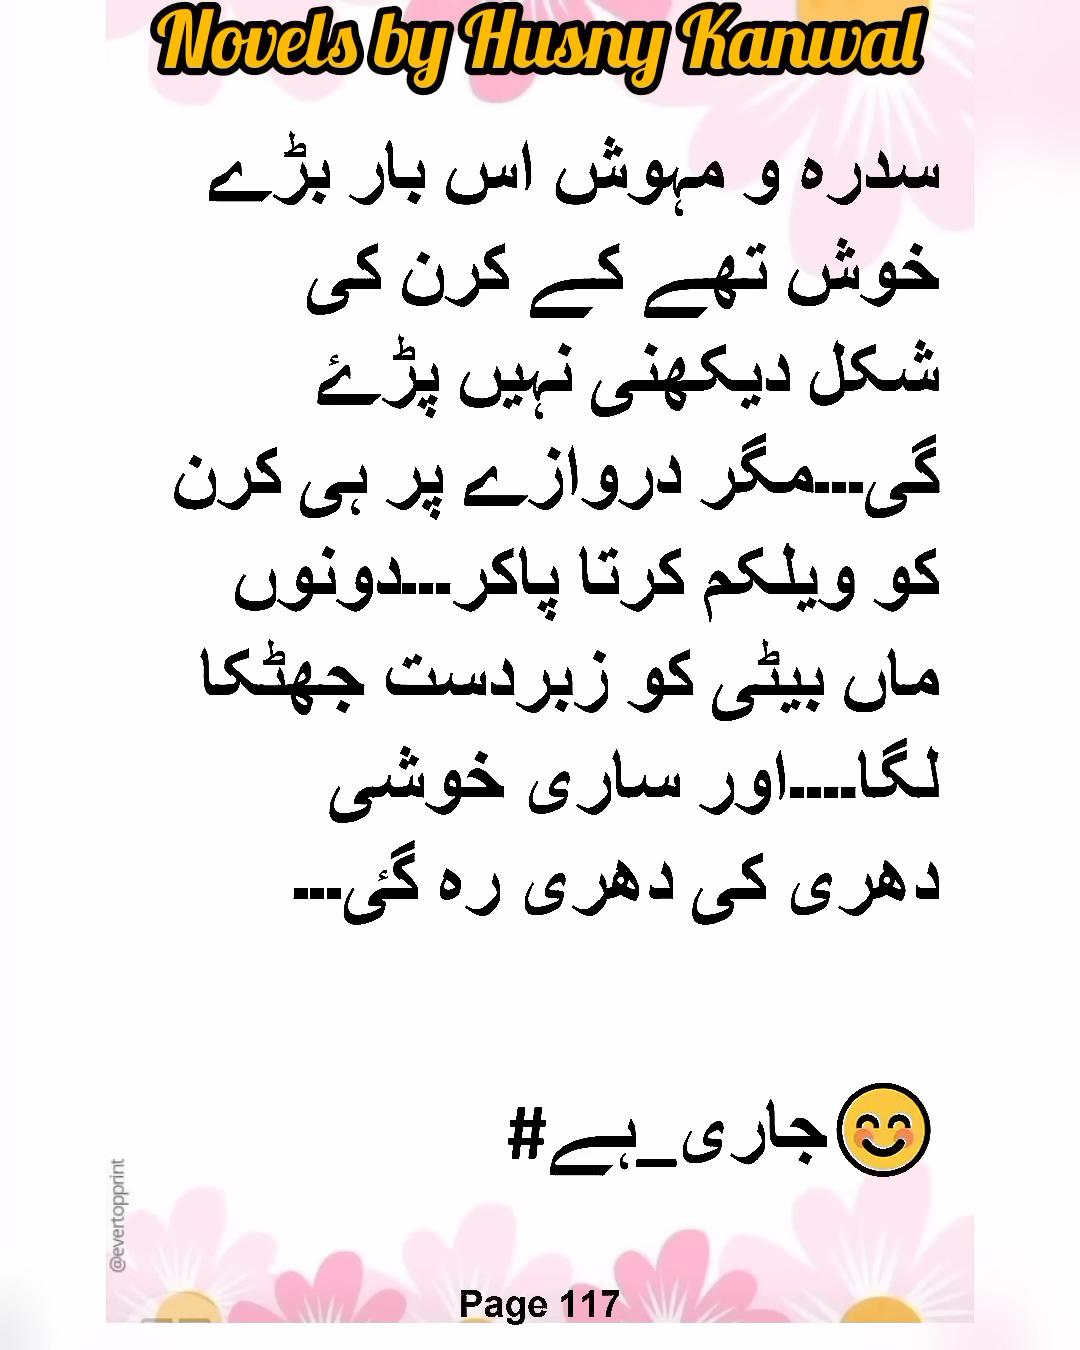 Novels by Husny Kanwal
سدرہ و مہوش اس بار بڑے
خوش تھے کے کرن کی
شکل دیکھنی نہیں پڑۓ
گی...مگر دروازے پر ہی کرن
کو ویلکم کرتا پاکر...دونوں
ماں بیٹی کو زبردست جھٹکا
لگا....اور ساری خوشی
دھری کی دھری رہ گئی...
😊جاری_ہے#
@evertopprint
Page 117